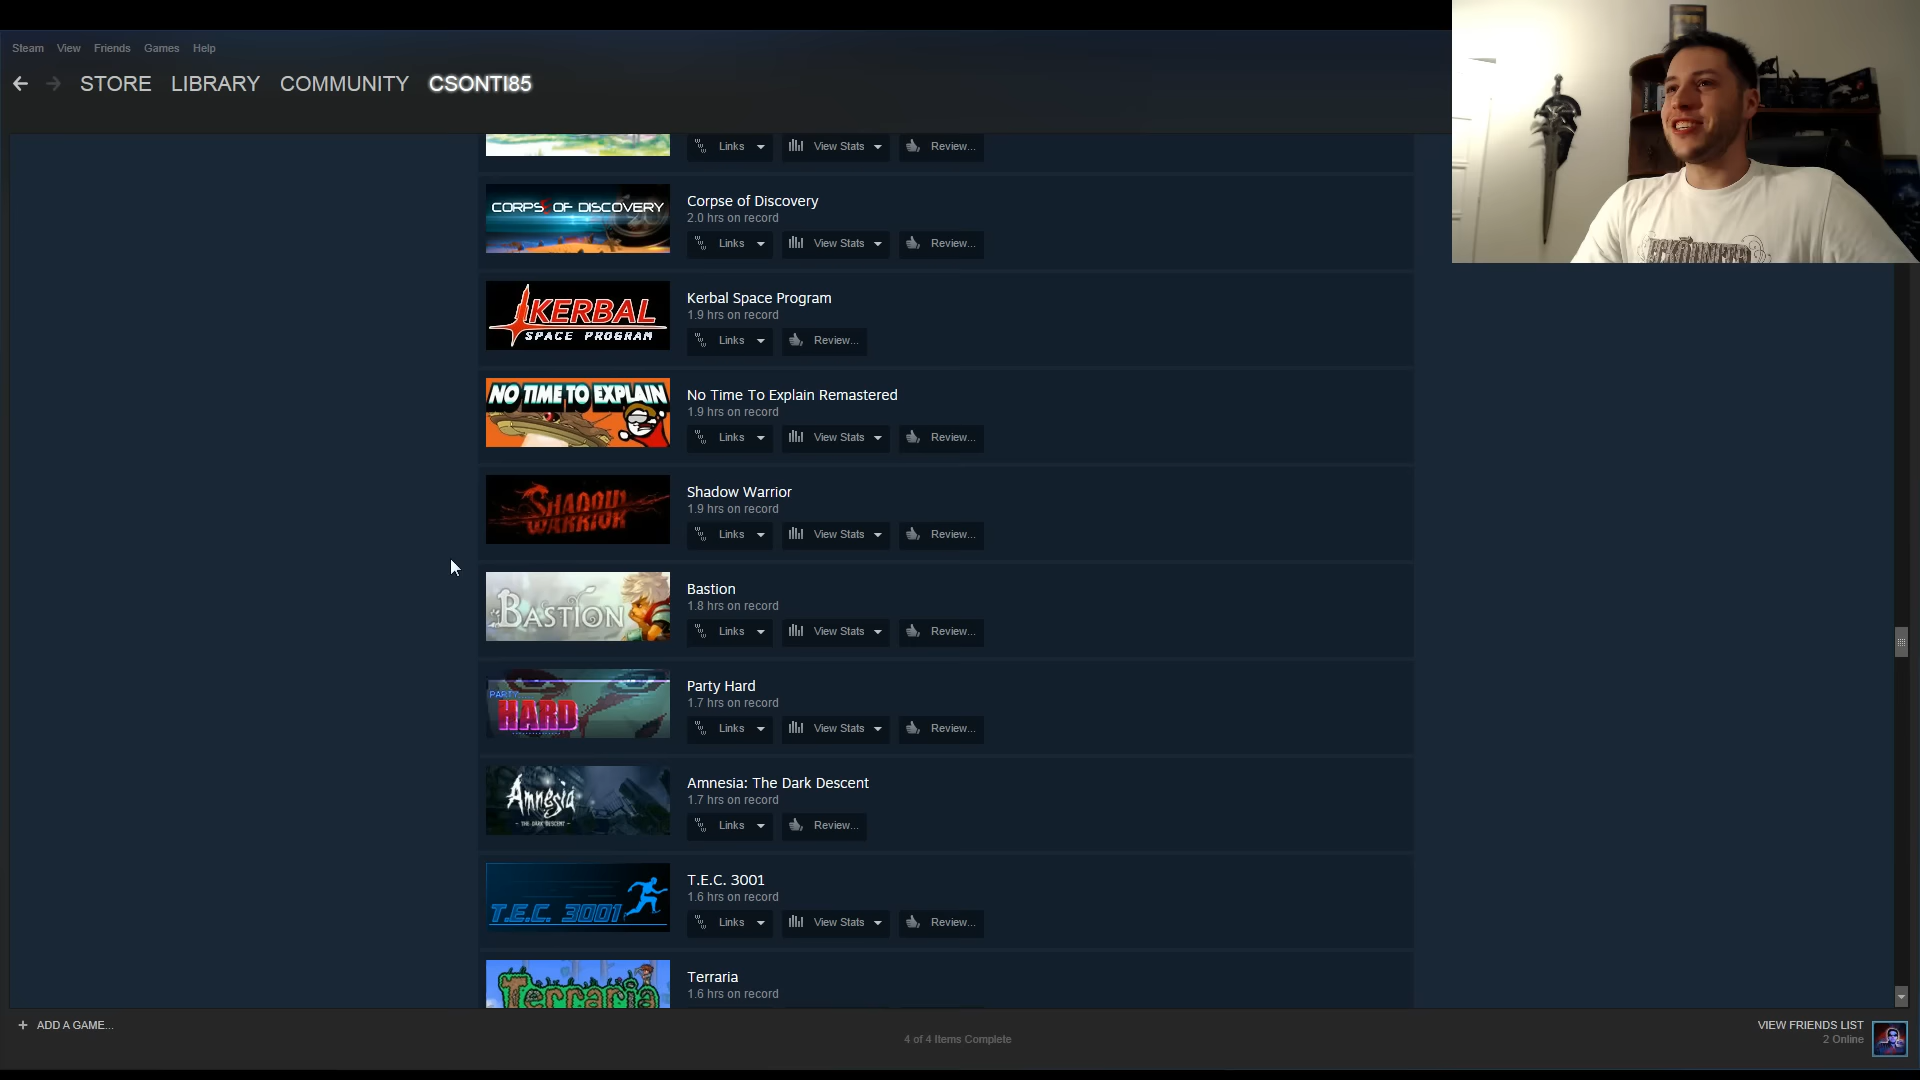 Steam View Friends Games Help
STORE LIBRARY COMMUNITY CSONTI85
Links View Stats Review...
CORPSE OF DISCOVERY
Corpse of Discovery
2.0 hrs on record
Links View Stats Review...
KERBAL
SPACE PROGRAM
Kerbal Space Program
1.9 hrs on record
Links Review...
NO TIME TO EXPLAIN
No Time To Explain Remastered
1.9 hrs on record
Links View Stats Review...
SHADOW
WARRIOR
Shadow Warrior
1.9 hrs on record
Links View Stats Review...
BASTION
Bastion
1.8 hrs on record
Links View Stats Review...
PARTY
HARD
Party Hard
1.7 hrs on record
Links View Stats Review...
Amnesia
- THE DARK DESCENT -
Amnesia: The Dark Descent
1.7 hrs on record
Links Review...
T.E.C. 3001
T.E.C. 3001
1.6 hrs on record
Links View Stats Review...
Terraria
Terraria
1.6 hrs on record
+ ADD A GAME...
4 of 4 Items Complete
VIEW FRIENDS LIST
2 Online